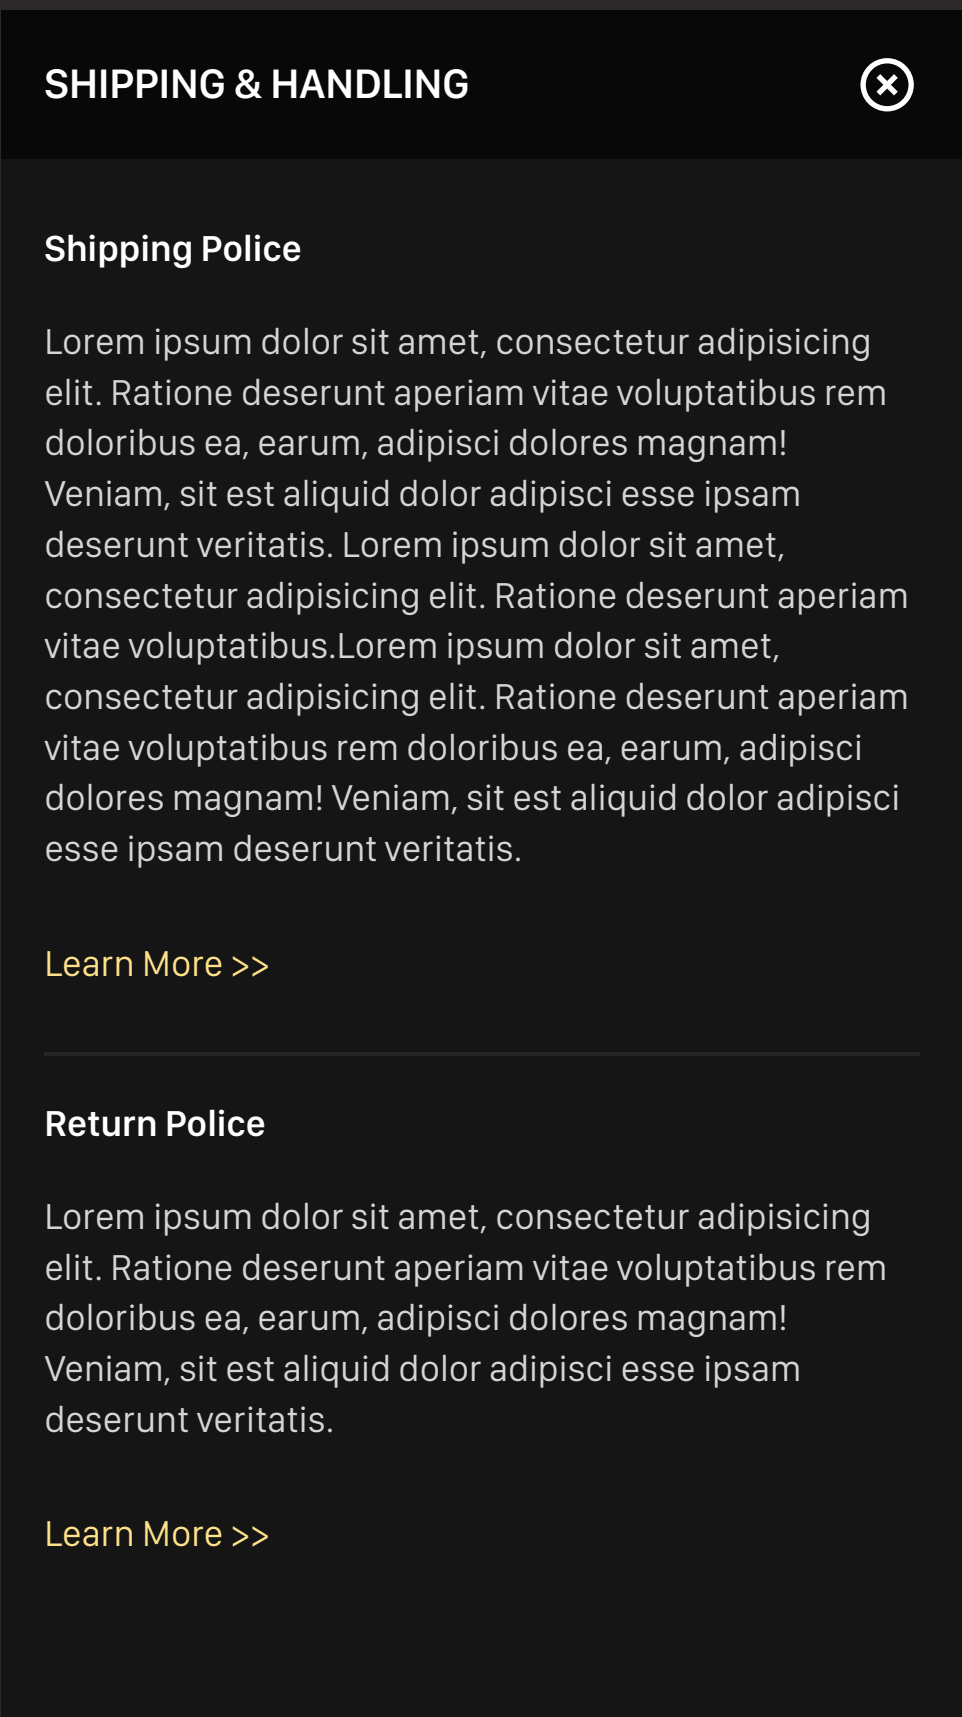 SHIPPING & HANDLING
Shipping Police
Lorem ipsum dolor sit amet, consectetur adipisicing
elit. Ratione deserunt aperiam vitae voluptatibus rem
doloribus ea, earum, adipisci dolores magnam!
Veniam, sit est aliquid dolor adipisci esse ipsam
deserunt veritatis. Lorem ipsum dolor sit amet,
consectetur adipisicing elit. Ratione deserunt aperiam
vitae voluptatibus.Lorem ipsum dolor sit amet,
consectetur adipisicing elit. Ratione deserunt aperiam
vitae voluptatibus rem doloribus ea, earum, adipisci
dolores magnam! Veniam, sit est aliquid dolor adipisci
esse ipsam deserunt veritatis.
Learn More >>
Return Police
Lorem ipsum dolor sit amet, consectetur adipisicing
elit. Ratione deserunt aperiam vitae voluptatibus rem
doloribus ea, earum, adipisci dolores magnam!
Veniam, sit est aliquid dolor adipisci esse ipsam
deserunt veritatis.
Learn More >>